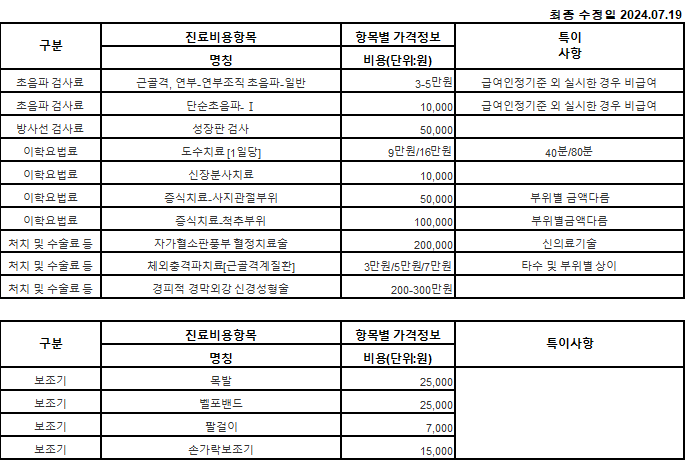 최종 수정일 2024.07.19
구분 진료비용항목 항목별 가격정보 특이
사항
명칭 비용(단위:원)
초음파 검사료 근골격, 연부-연부조직 초음파-일반 3-5만원 급여인정기준 외 실시한 경우 비급여
초음파 검사료 단순초음파-Ⅰ 10,000 급여인정기준 외 실시한 경우 비급여
방사선 검사료 성장판 검사 50,000
이학요법료 도수치료[1일당] 9만원/16만원 40분/80분
이학요법료 신장분사치료 10,000
이학요법료 증식치료-사지관절부위 50,000 부위별 금액다름
이학요법료 증식치료-척추부위 100,000 부위별금액다름
처치 및 수술료 등 자가혈소판풍부 혈정치료술 200,000 신의료기술
처치 및 수술료 등 체외충격파치료[근골격계질환] 3만원/5만원/7만원 타수 및 부위별 상이
처치 및 수술료 등 경피적 경막외강 신경성형술 200-300만원
구분 진료비용항목 항목별 가격정보 특이사항
명칭 비용(단위:원)
보조기 목발 25,000
보조기 벨포밴드 25,000
보조기 팔걸이 7,000
보조기 손가락보조기 15,000